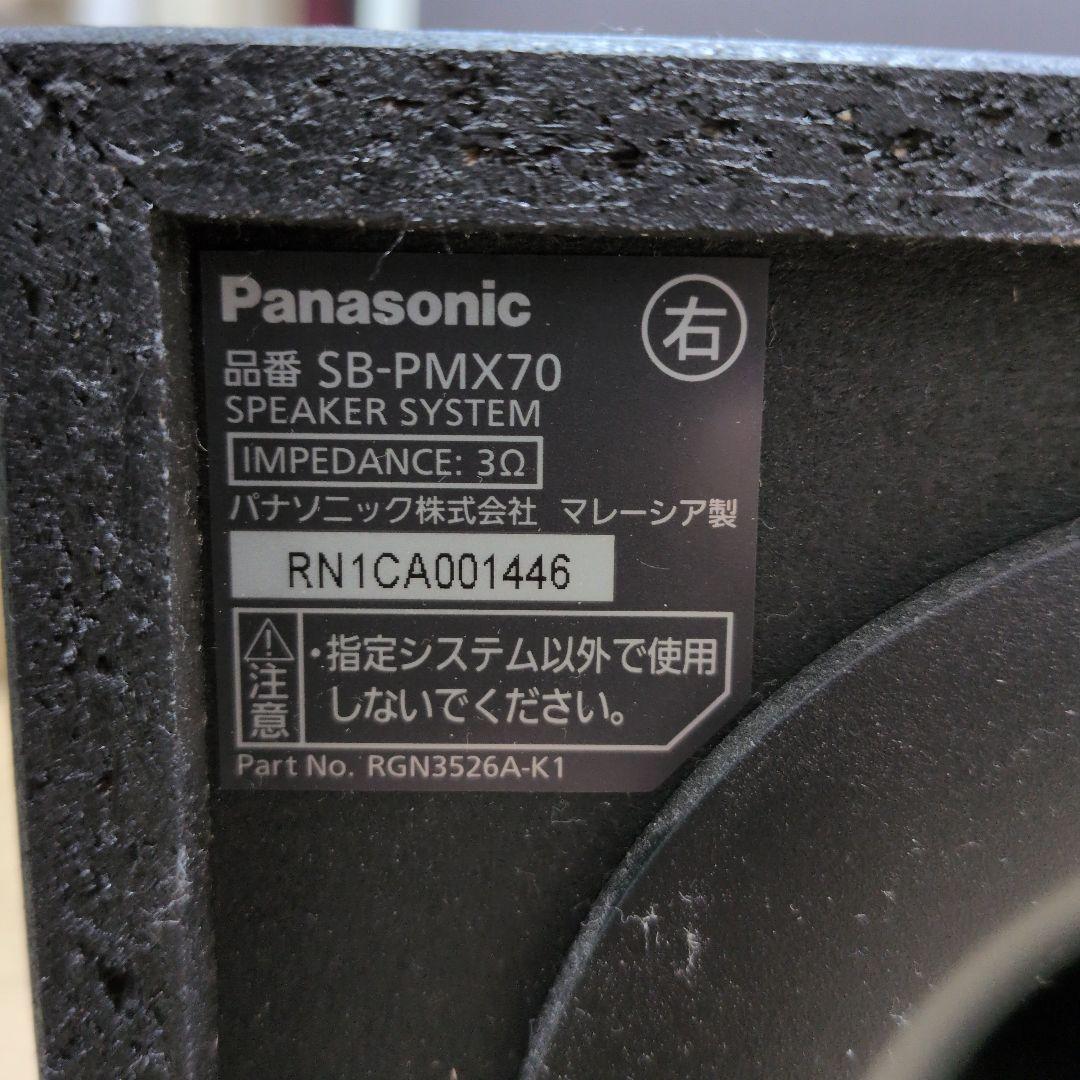 Panasonic
右
品番 SB-PMX70
SPEAKER SYSTEM
IMPEDANCE: 3Ω
パナソニック株式会社 マレーシア製
RN1CA001446
注意
・指定システム以外で使用
しないでください。
Part No. RGN3526A-K1